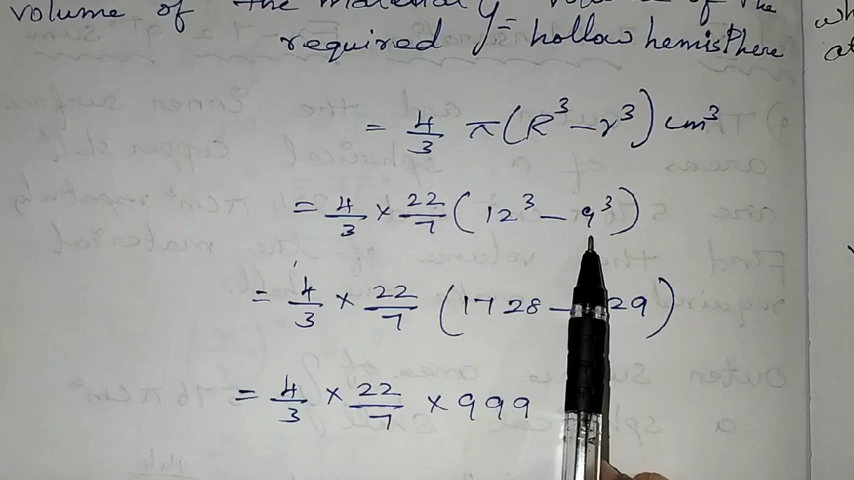 volume of the material } volume of the
required } = hollow hemisphere
= 4/3 π(R³ − r³) cm³
= 4/3 × 22/7 (12³ − 9³)
= 4/3 × 22/7 (1728 − 29)
= 4/3 × 22/7 × 999